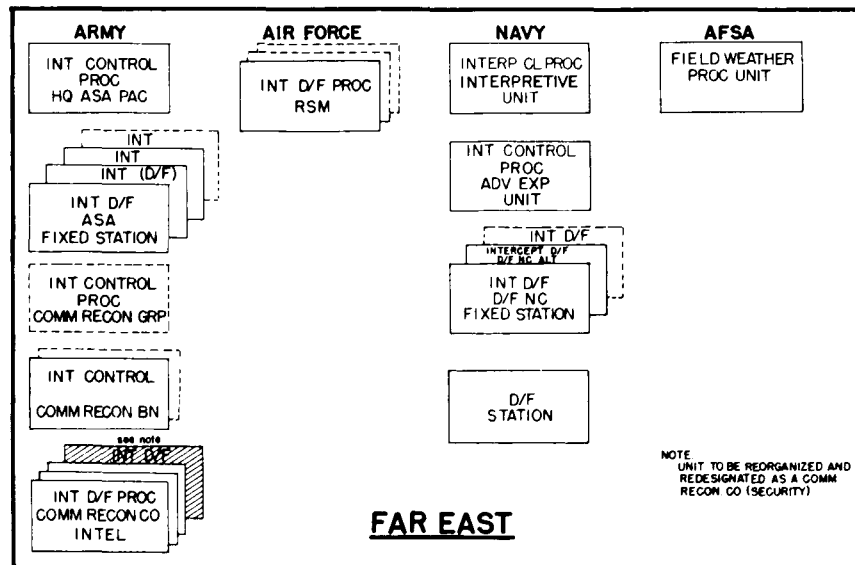 ARMY
INT CONTROL
PROC
HQ ASA PAC
INT
INT
INT (D/F)
INT D/F
ASA
FIXED STATION
INT CONTROL
PROC
COMM RECON GRP
INT CONTROL
COMM RECON BN
see note
INT D/F
INT D/F PROC
COMM RECON CO
INTEL
AIR FORCE
INT D/F PROC
RSM
NAVY
INTERP CL PROC
INTERPRETIVE
UNIT
INT CONTROL
PROC
ADV EXP
UNIT
INT D/F
INTERCEPT D/F
D/F NC ALT
INT D/F
D/F NC
FIXED STATION
D/F
STATION
AFSA
FIELD WEATHER
PROC UNIT
NOTE
UNIT TO BE REORGANIZED AND
REDESIGNATED AS A COMM
RECON. CO (SECURITY)
FAR EAST